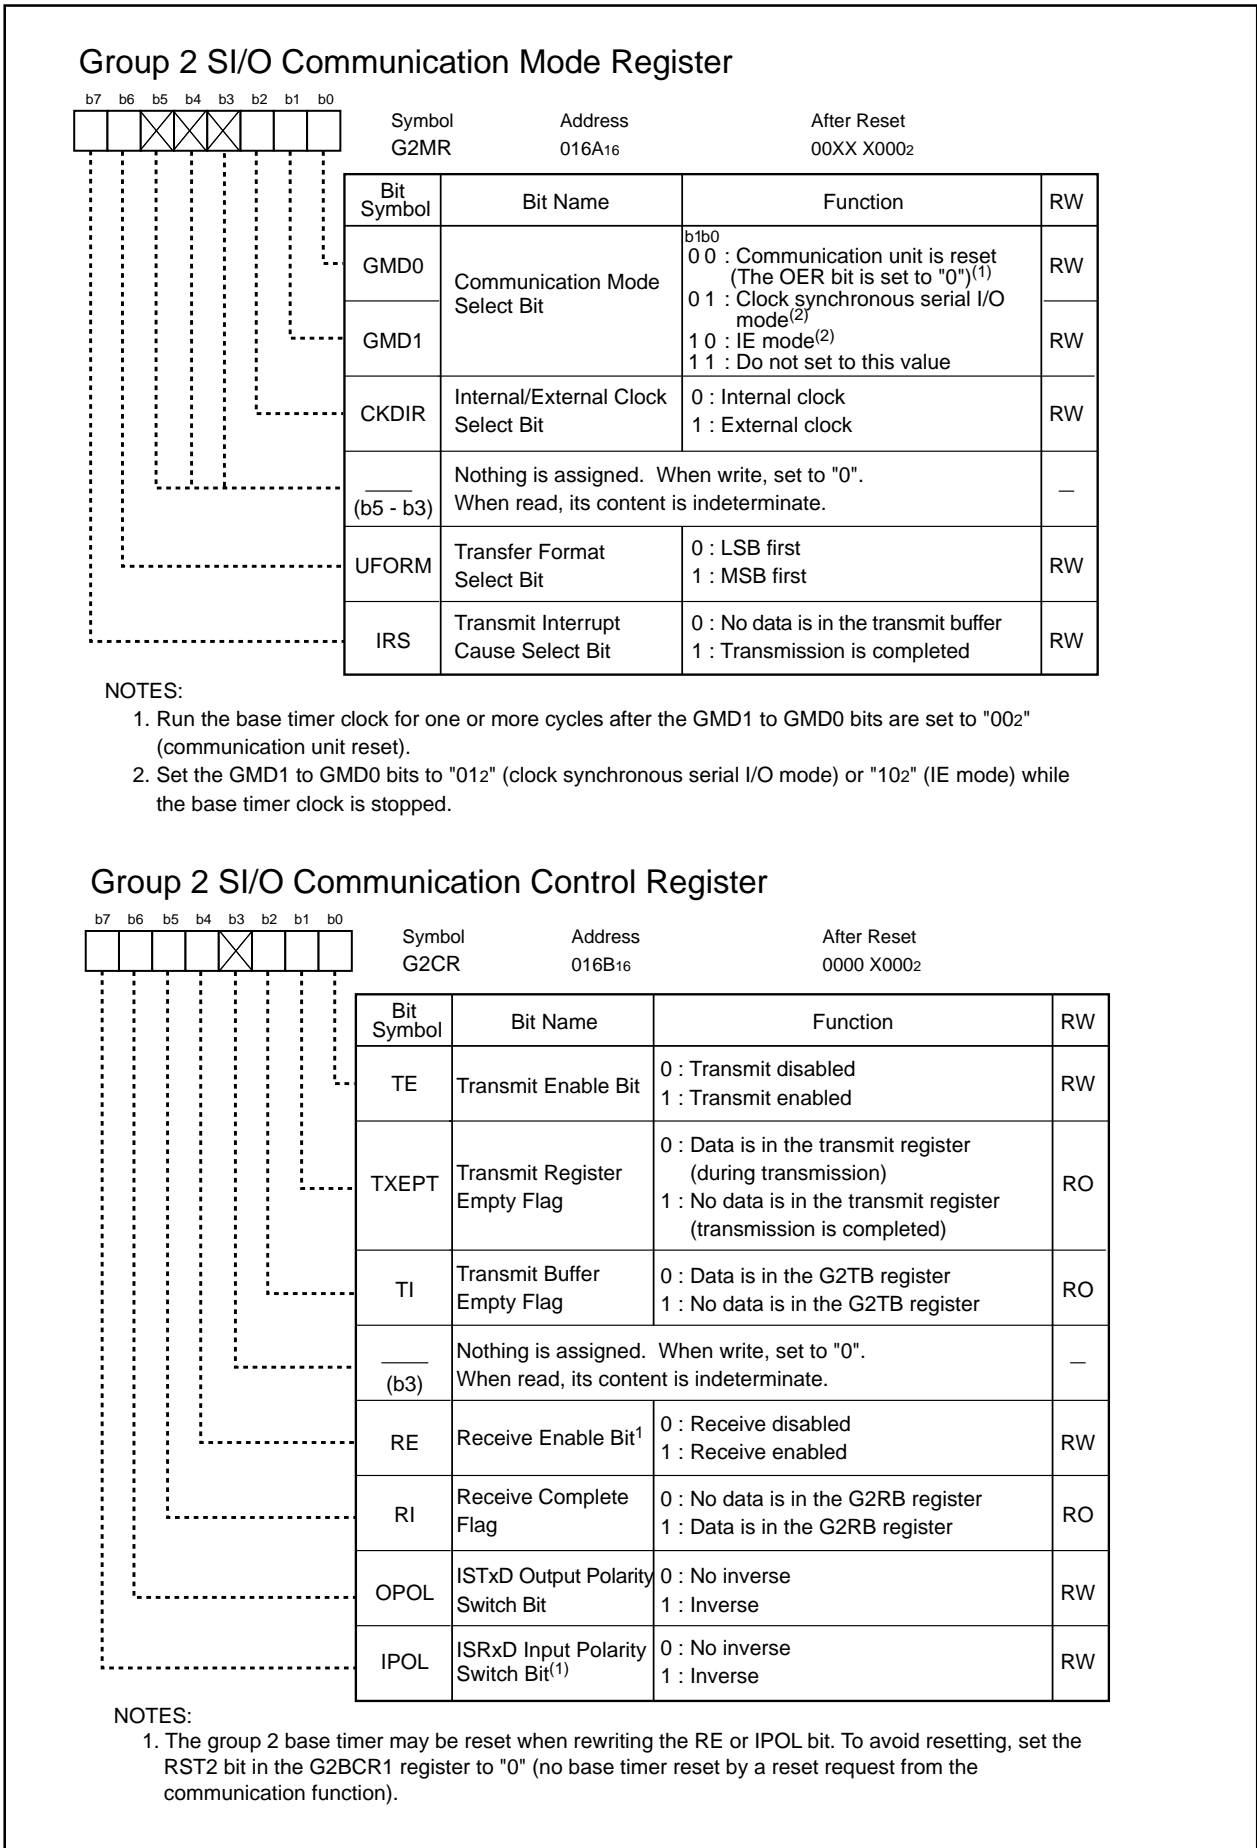 Group 2 SI/O Communication Mode Register
b7 b6 b5 b4 b3 b2 b1 b0
Symbol Address After Reset
G2MR 016A16 00XX X0002
Bit Symbol Bit Name Function RW
GMD0 RW
GMD1 RW
Communication Mode
Select Bit
b1b0
0 0 : Communication unit is reset
(The OER bit is set to "0")(1)
0 1 : Clock synchronous serial I/O
mode(2)
1 0 : IE mode(2)
1 1 : Do not set to this value
CKDIR Internal/External Clock 0 : Internal clock RW
Select Bit 1 : External clock
(b5 - b3) Nothing is assigned. When write, set to "0". —
When read, its content is indeterminate.
UFORM Transfer Format 0 : LSB first RW
Select Bit 1 : MSB first
IRS Transmit Interrupt 0 : No data is in the transmit buffer RW
Cause Select Bit 1 : Transmission is completed
NOTES:
1. Run the base timer clock for one or more cycles after the GMD1 to GMD0 bits are set to "002"
(communication unit reset).
2. Set the GMD1 to GMD0 bits to "012" (clock synchronous serial I/O mode) or "102" (IE mode) while
the base timer clock is stopped.
Group 2 SI/O Communication Control Register
b7 b6 b5 b4 b3 b2 b1 b0
Symbol Address After Reset
G2CR 016B16 0000 X0002
Bit Symbol Bit Name Function RW
TE Transmit Enable Bit 0 : Transmit disabled RW
1 : Transmit enabled
TXEPT Transmit Register RO
Empty Flag
0 : Data is in the transmit register
(during transmission)
1 : No data is in the transmit register
(transmission is completed)
TI Transmit Buffer 0 : Data is in the G2TB register RO
Empty Flag 1 : No data is in the G2TB register
(b3) Nothing is assigned. When write, set to "0". —
When read, its content is indeterminate.
RE Receive Enable Bit1 0 : Receive disabled RW
1 : Receive enabled
RI Receive Complete 0 : No data is in the G2RB register RO
Flag 1 : Data is in the G2RB register
OPOL ISTxD Output Polarity 0 : No inverse RW
Switch Bit 1 : Inverse
IPOL ISRxD Input Polarity 0 : No inverse RW
Switch Bit(1) 1 : Inverse
NOTES:
1. The group 2 base timer may be reset when rewriting the RE or IPOL bit. To avoid resetting, set the
RST2 bit in the G2BCR1 register to "0" (no base timer reset by a reset request from the
communication function).